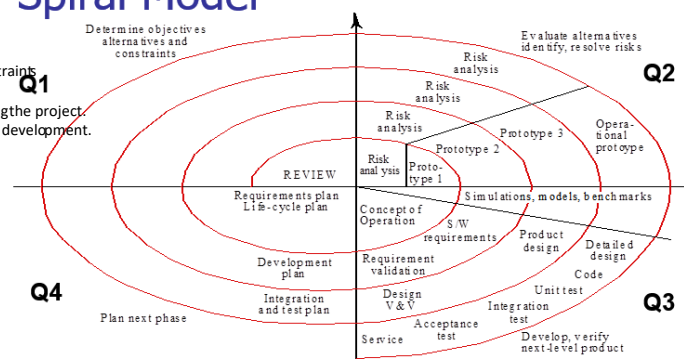 Spiral Model
Determine objectives
alternatives and
constraints
Evaluate alternatives
identify, resolve risks
traints
Q1
Q2
ng the project.
development.
Risk
analysis
Risk
analysis
Risk
analysis
Risk
analysis
Proto-
type 1
Prototype 2
Prototype 3
Opera-
tional
protoype
REVIEW
Requirements plan
Life-cycle plan
Simulations, models, benchmarks
Concept of
Operation
S/W
requirements
Product
design
Detailed
design
Development
plan
Requirement
validation
Code
Unit test
Q4
Q3
Integration
and test plan
Design
V & V
Integration
test
Plan next phase
Acceptance
test
Service
Develop, verify
next-level product